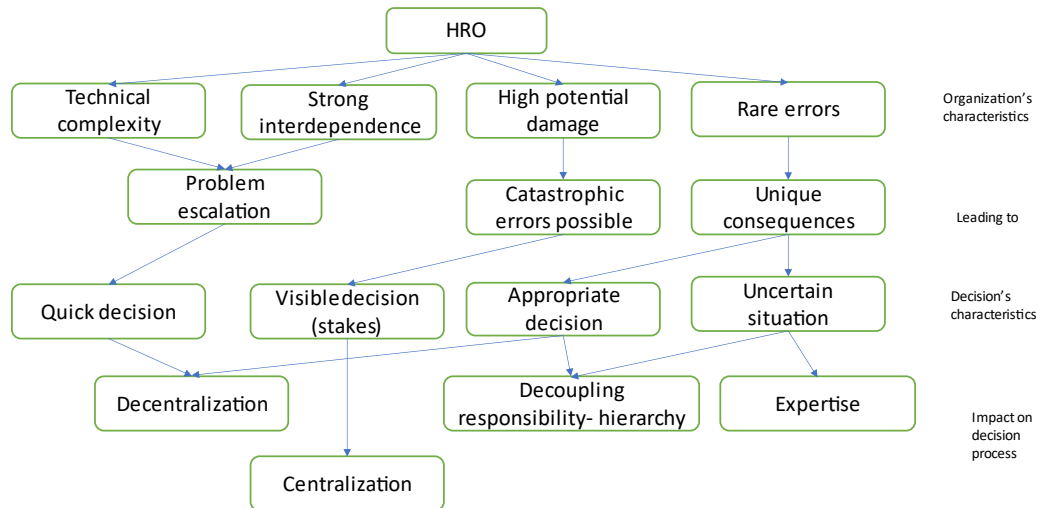 HRO
Technical
complexity
Strong
interdependence
High potential
damage
Rare errors
Organization's
characteristics
Problem
escalation
Catastrophic
errors possible
Unique
consequences
Leading to
Quick decision
Visible decision
(stakes)
Appropriate
decision
Uncertain
situation
Decision's
characteristics
Decentralization
Decoupling
responsibility- hierarchy
Expertise
Impact on
decision
process
Centralization